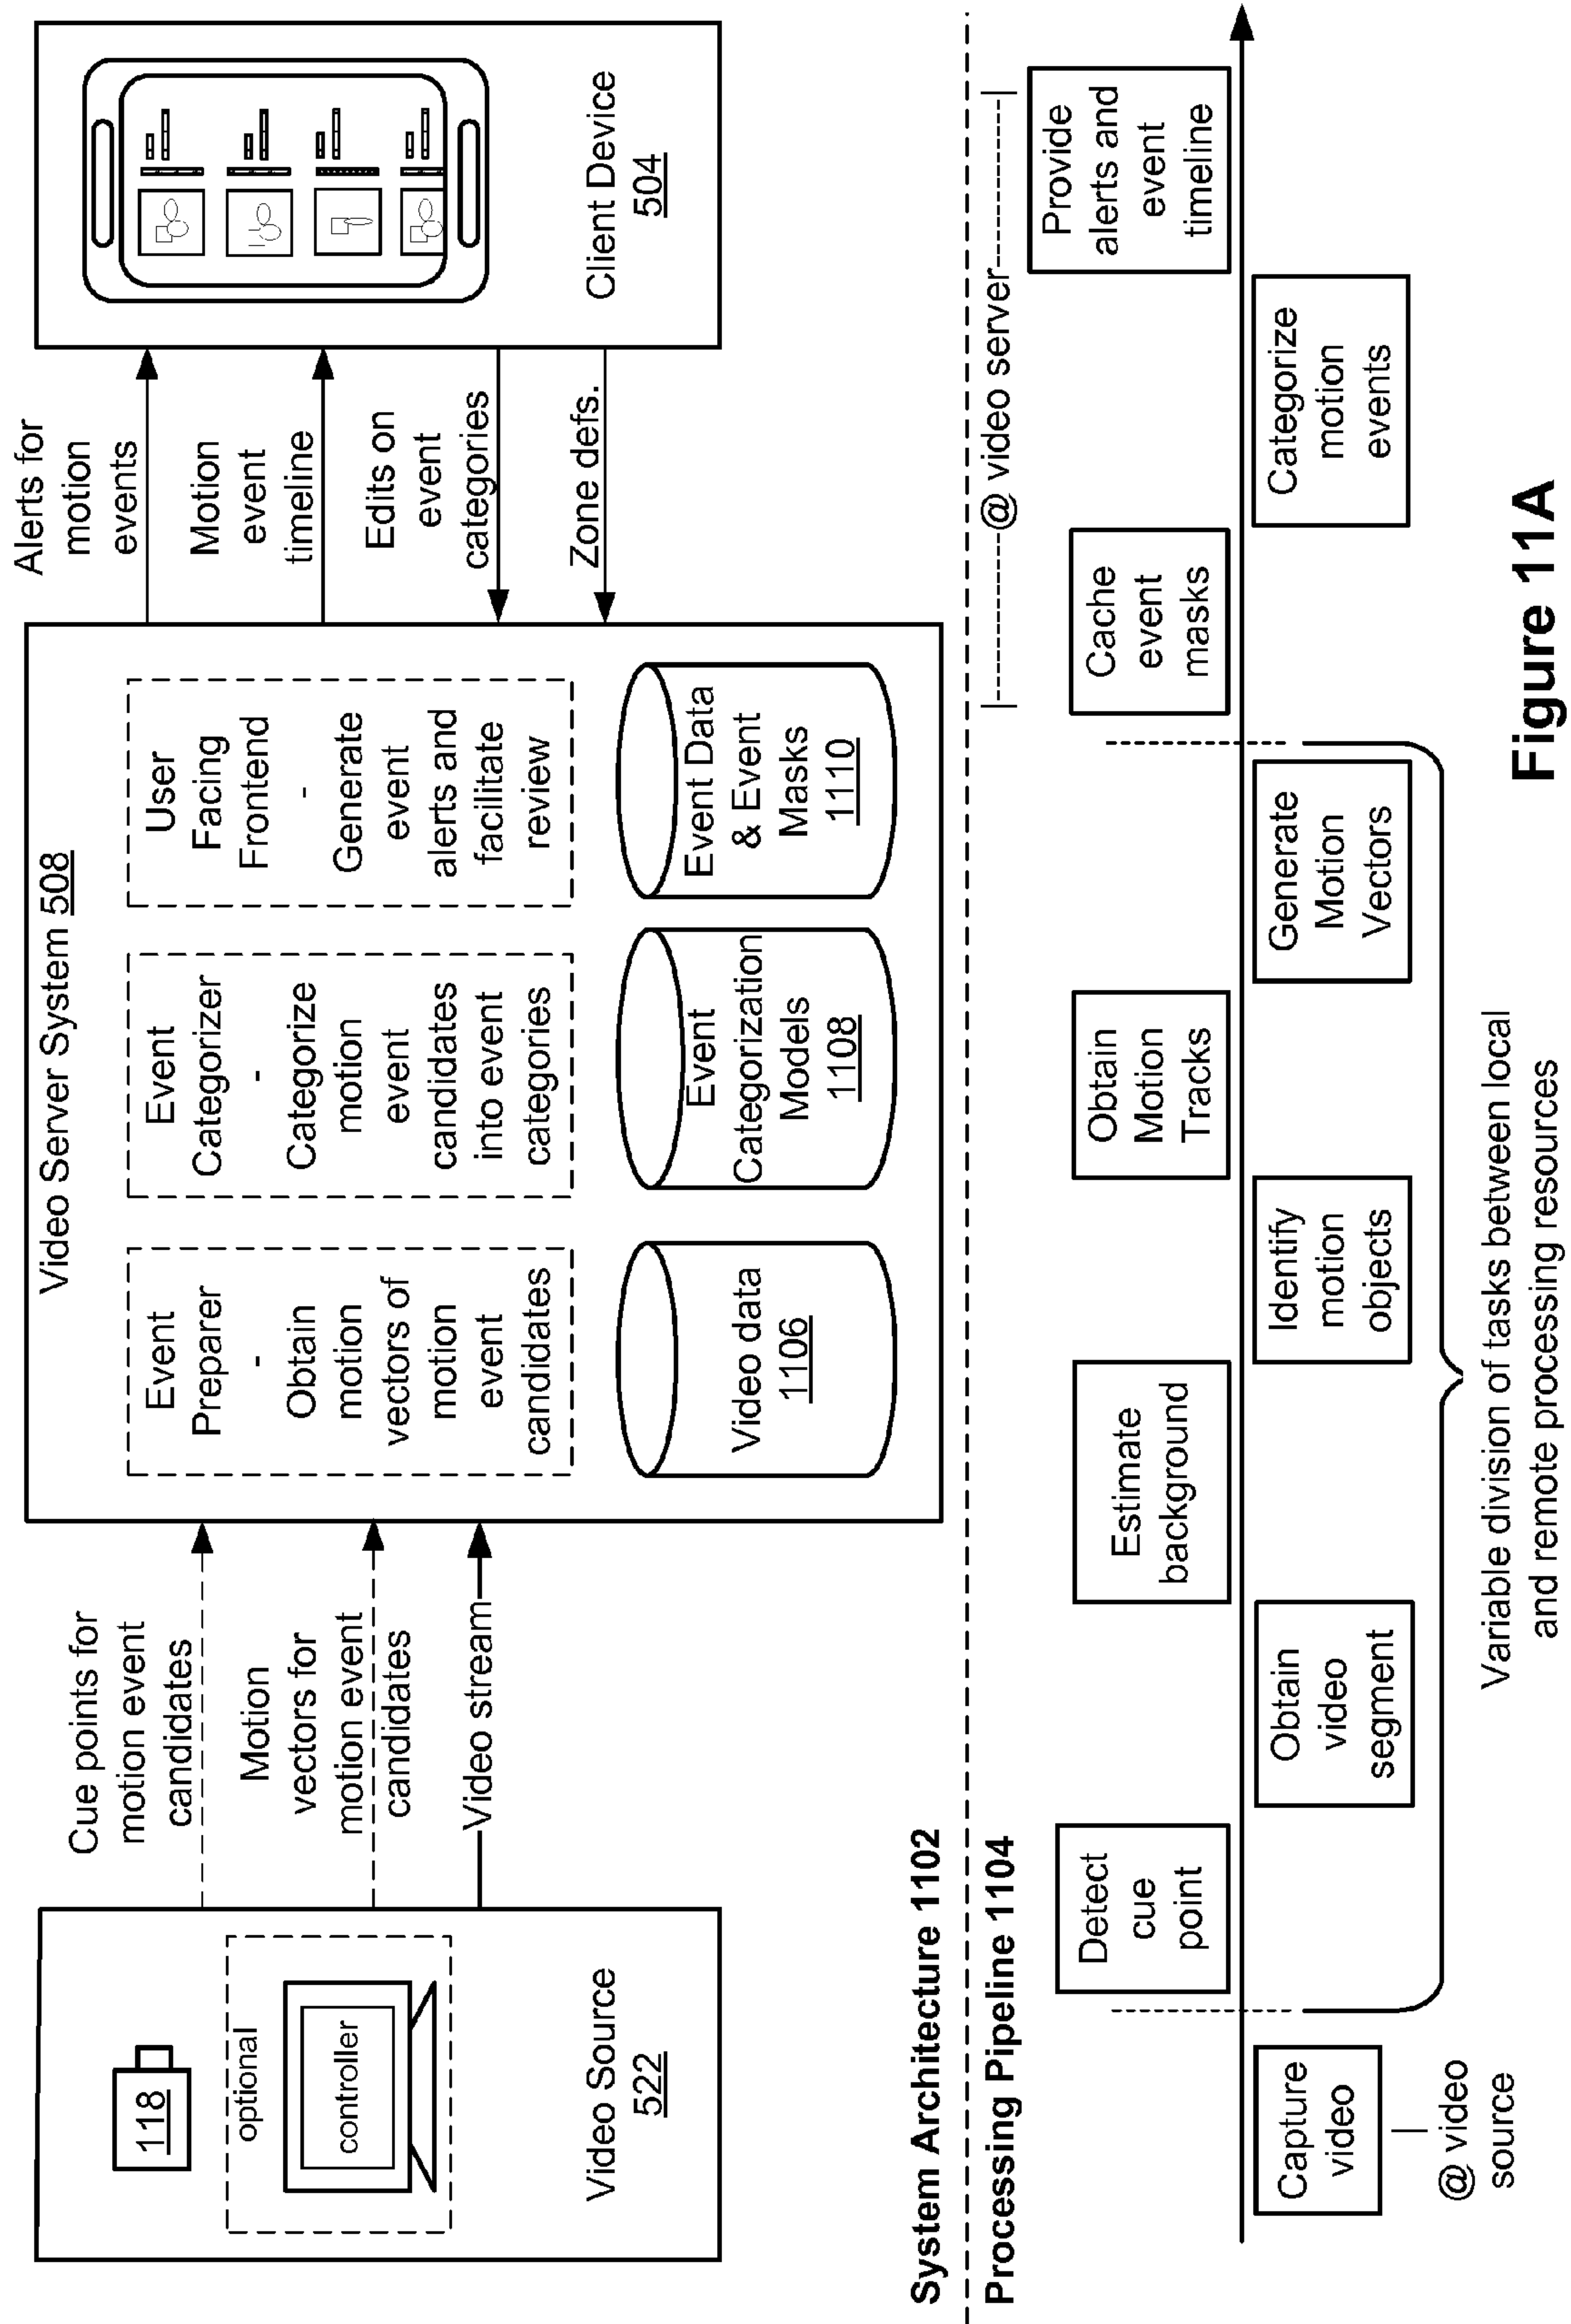 118
optional
controller
Video Source
522
Cue points for
motion event
candidates
Motion
vectors for
motion event
candidates
Video stream
Video Server System 508
Event
Preparer
-
Obtain
motion
vectors of
motion
event
candidates
Event
Categorizer
-
Categorize
motion
event
candidates
into event
categories
User
Facing
Frontend
-
Generate
event
alerts and
facilitate
review
Video data
1106
Event
Categorization
Models
1108
Event Data
& Event
Masks
1110
Alerts for
motion
events
Motion
event
timeline
Edits on
event
categories
Zone defs.
Client Device
504
System Architecture 1102
Processing Pipeline 1104
Capture
video
@ video
source
Detect
cue
point
Obtain
video
segment
Estimate
background
Identify
motion
objects
Obtain
Motion
Tracks
Generate
Motion
Vectors
Variable division of tasks between local
and remote processing resources
@ video server
Cache
event
masks
Categorize
motion
events
Provide
alerts and
event
timeline
Figure 11A